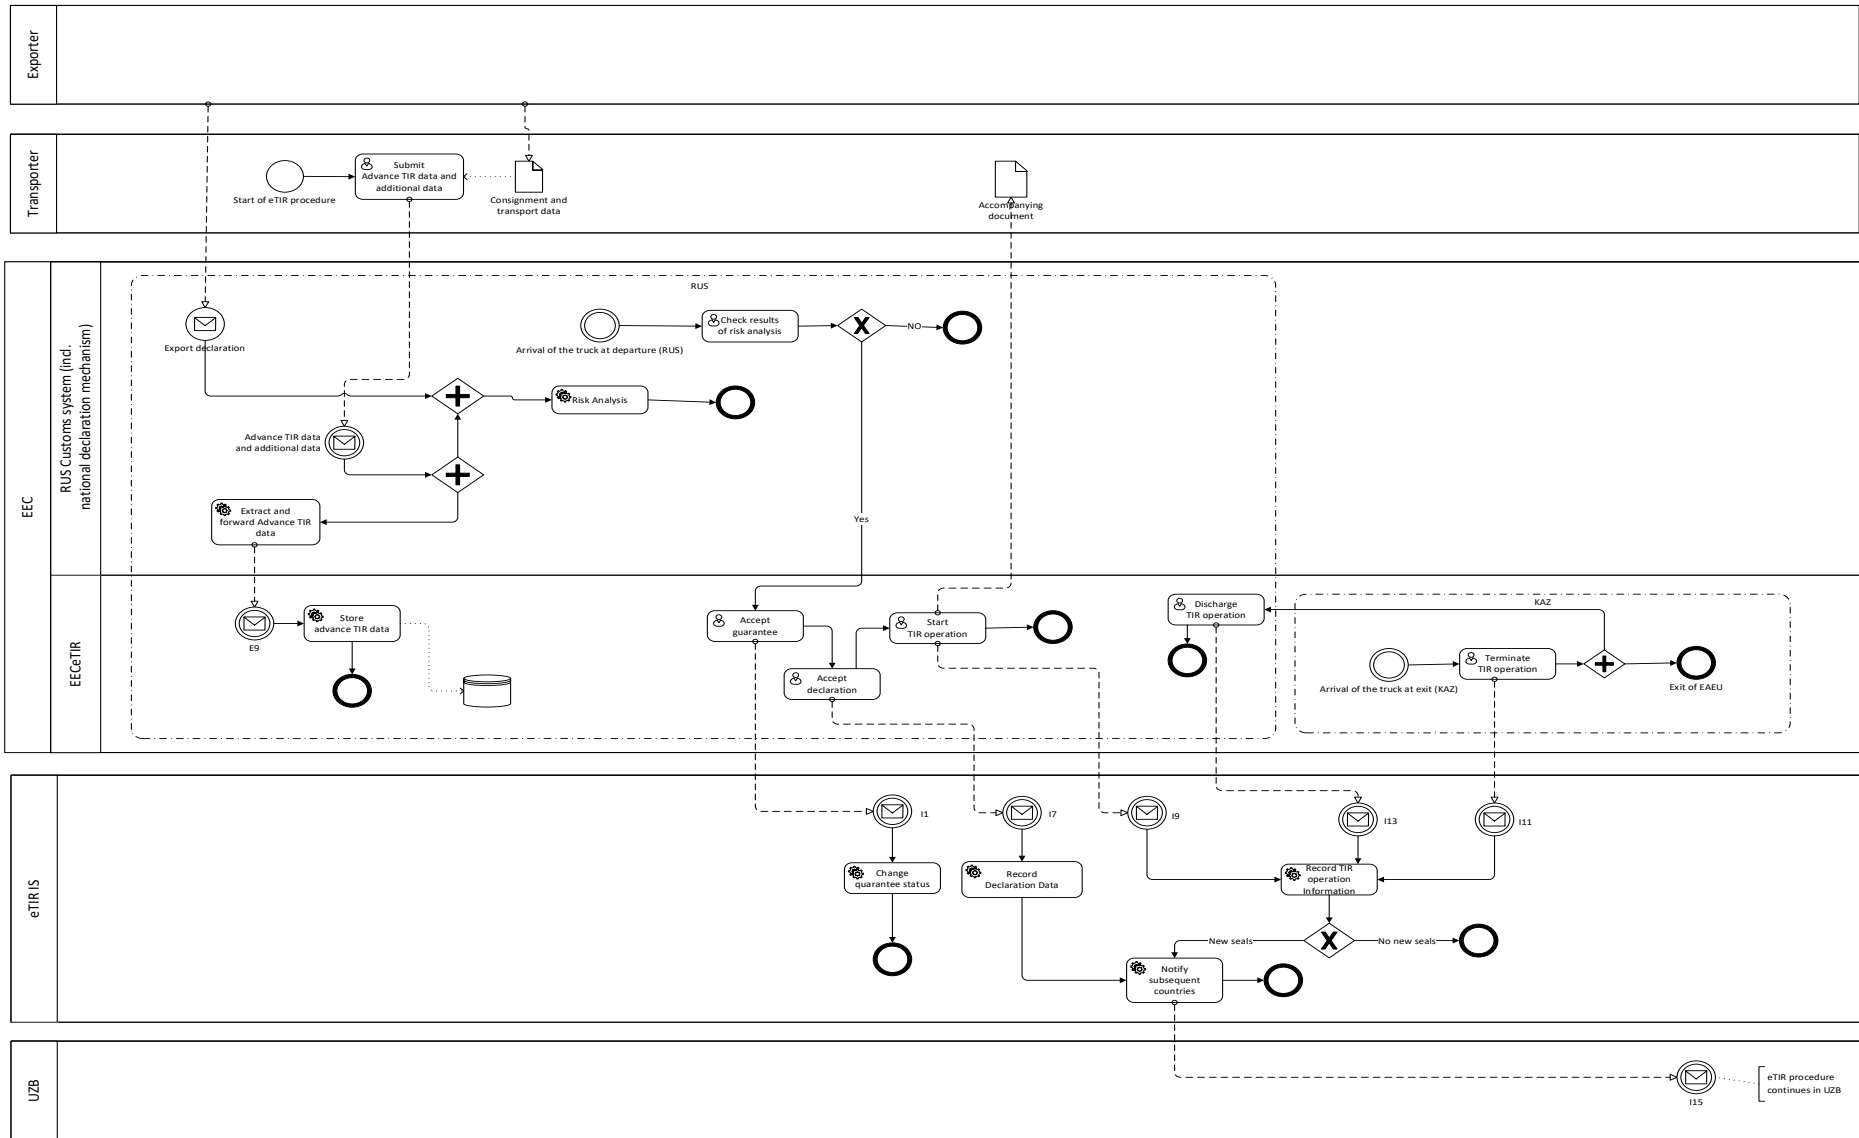 Exporter
Transporter
Start of eTIR procedure
Submit
Advance TIR data and
additional data
Consignment and
transport data
Accompanying
document
EEC
RUS Customs system (incl.
national declaration mechanism)
RUS
Export declaration
Arrival of the truck at departure (RUS)
Check results
of risk analysis
NO
Yes
Risk Analysis
Advance TIR data
and additional data
Extract and
forward Advance TIR
data
EECeTIR
E9
Store
advance TIR data
Accept
guarantee
Accept
declaration
Start
TIR operation
Discharge
TIR operation
KAZ
Arrival of the truck at exit (KAZ)
Terminate
TIR operation
Exit of EAEU
eTIR IS
I1
I7
I9
I13
I11
Change
quarantee status
Record
Declaration Data
Record TIR
operation
Information
New seals
No new seals
Notify
subsequent
countries
UZB
I15
eTIR procedure
continues in UZB